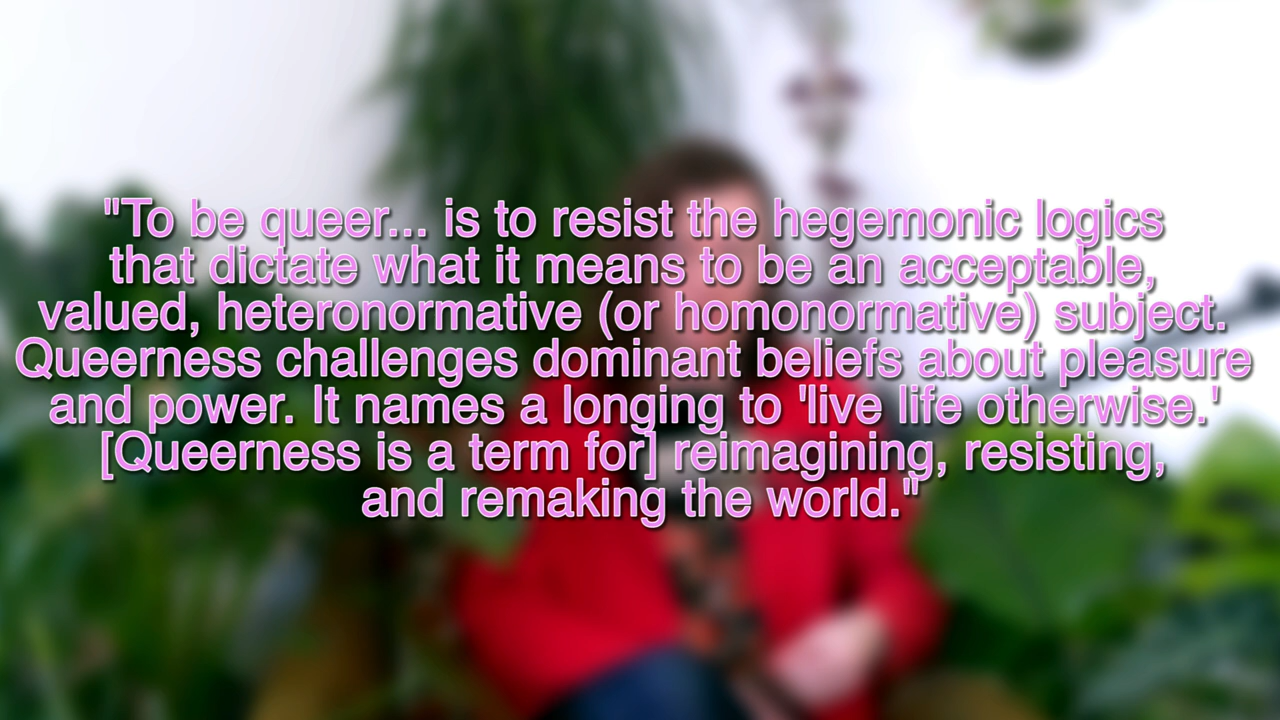 "To be queer... is to resist the hegemonic logics
that dictate what it means to be an acceptable,
valued, heteronormative (or homonormative) subject.
Queerness challenges dominant beliefs about pleasure
and power. It names a longing to 'live life otherwise.'
[Queerness is a term for] reimagining, resisting,
and remaking the world."